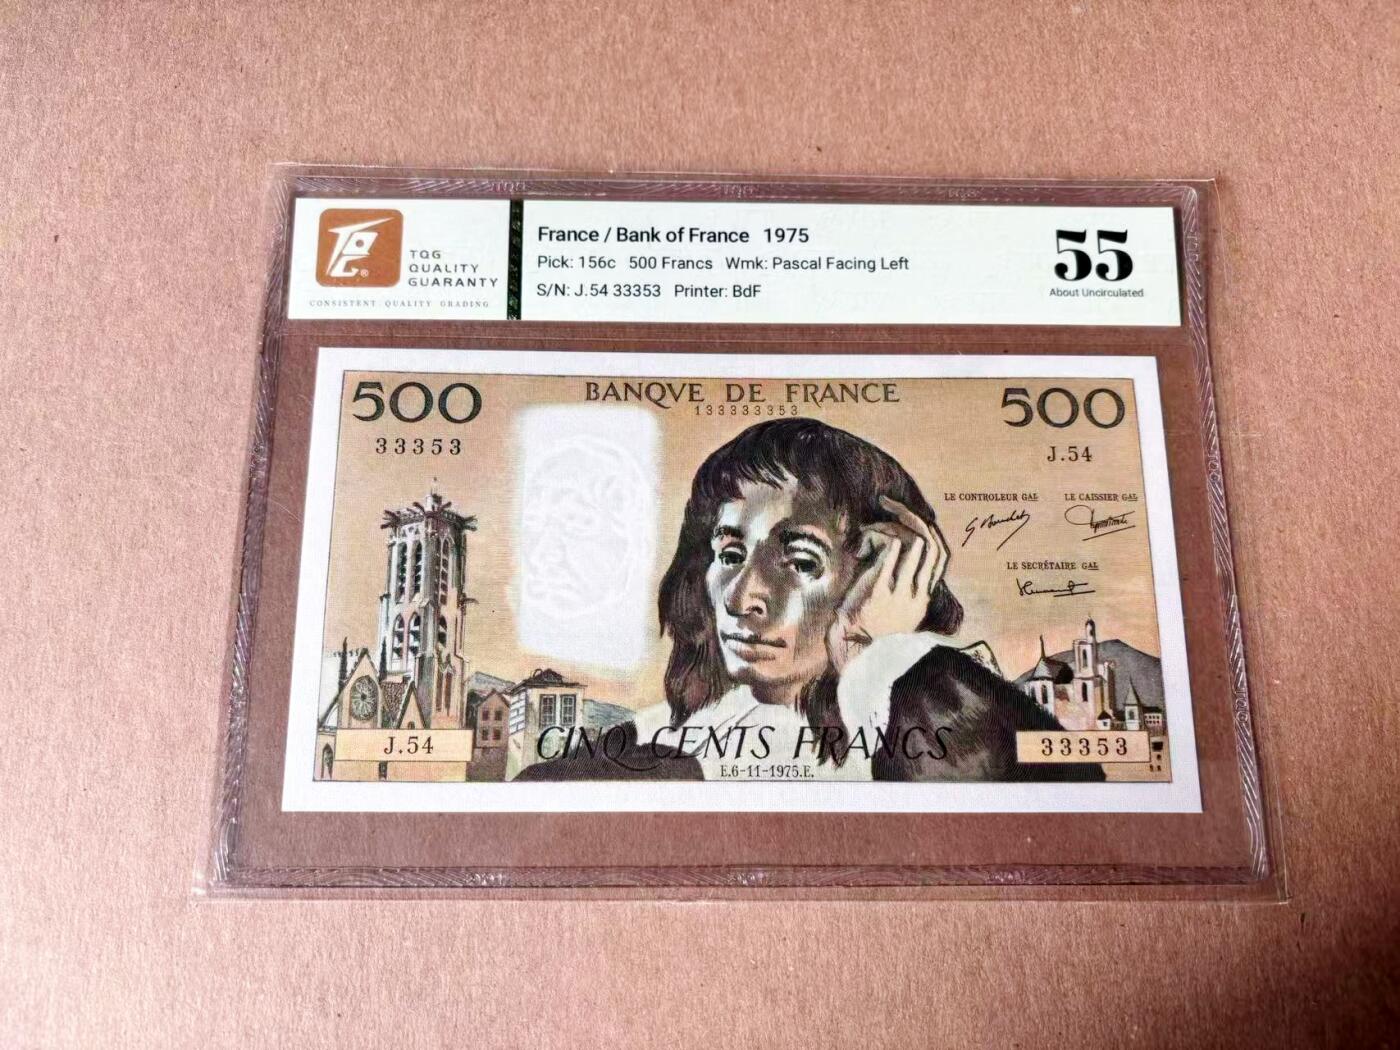 TQG
QUALITY
GUARANTY
CONSISTENT QUALITY GRADING
France / Bank of France 1975
Pick: 156c 500 Francs Wmk: Pascal Facing Left
S/N: J.54 33353 Printer: BdF
55
About Uncirculated
500
BANQVE DE FRANCE
500
133333353
33353
J.54
LE CONTROLEUR GAL
LE CAISSIER GAL
LE SECRÉTAIRE GAL
J.54
CINQ CENTS FRANCS
33353
E.6-11-1975.E.